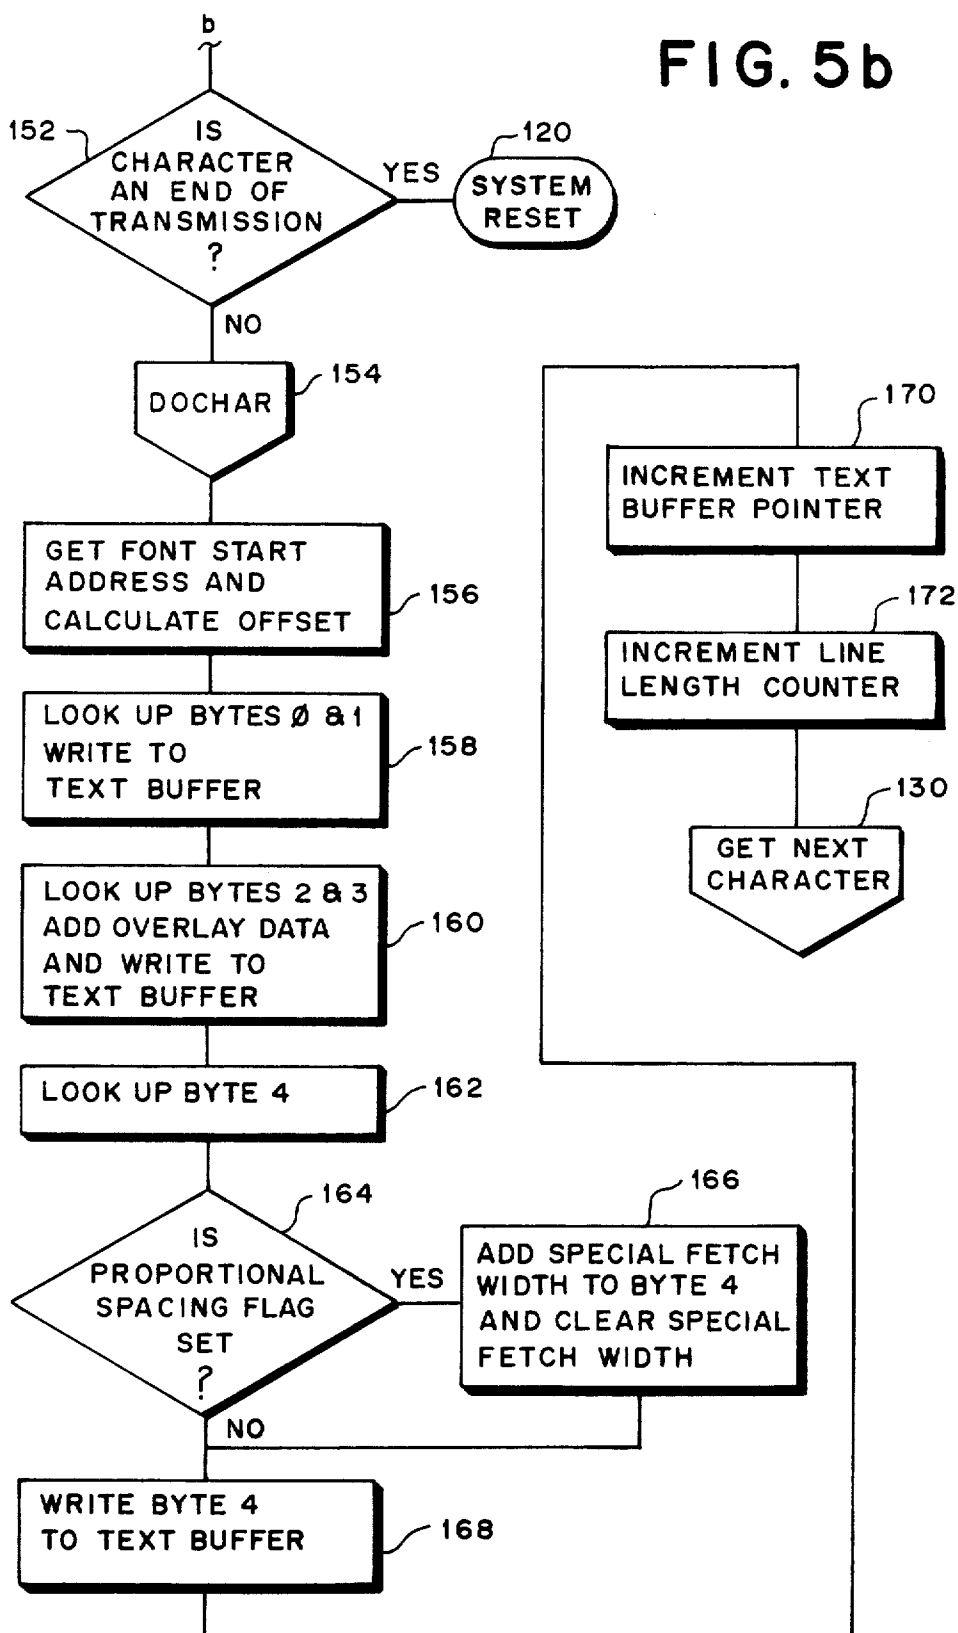 b
FIG. 5b
152
IS
CHARACTER
AN END OF
TRANSMISSION
?
YES
120
SYSTEM
RESET
NO
DOCHAR
154
GET FONT START
ADDRESS AND
CALCULATE OFFSET
156
LOOK UP BYTES Ø & 1
WRITE TO
TEXT BUFFER
158
LOOK UP BYTES 2 & 3
ADD OVERLAY DATA
AND WRITE TO
TEXT BUFFER
160
LOOK UP BYTE 4
162
IS
PROPORTIONAL
SPACING FLAG
SET
?
164
YES
166
ADD SPECIAL FETCH
WIDTH TO BYTE 4
AND CLEAR SPECIAL
FETCH WIDTH
NO
WRITE BYTE 4
TO TEXT BUFFER
168
170
INCREMENT TEXT
BUFFER POINTER
172
INCREMENT LINE
LENGTH COUNTER
130
GET NEXT
CHARACTER